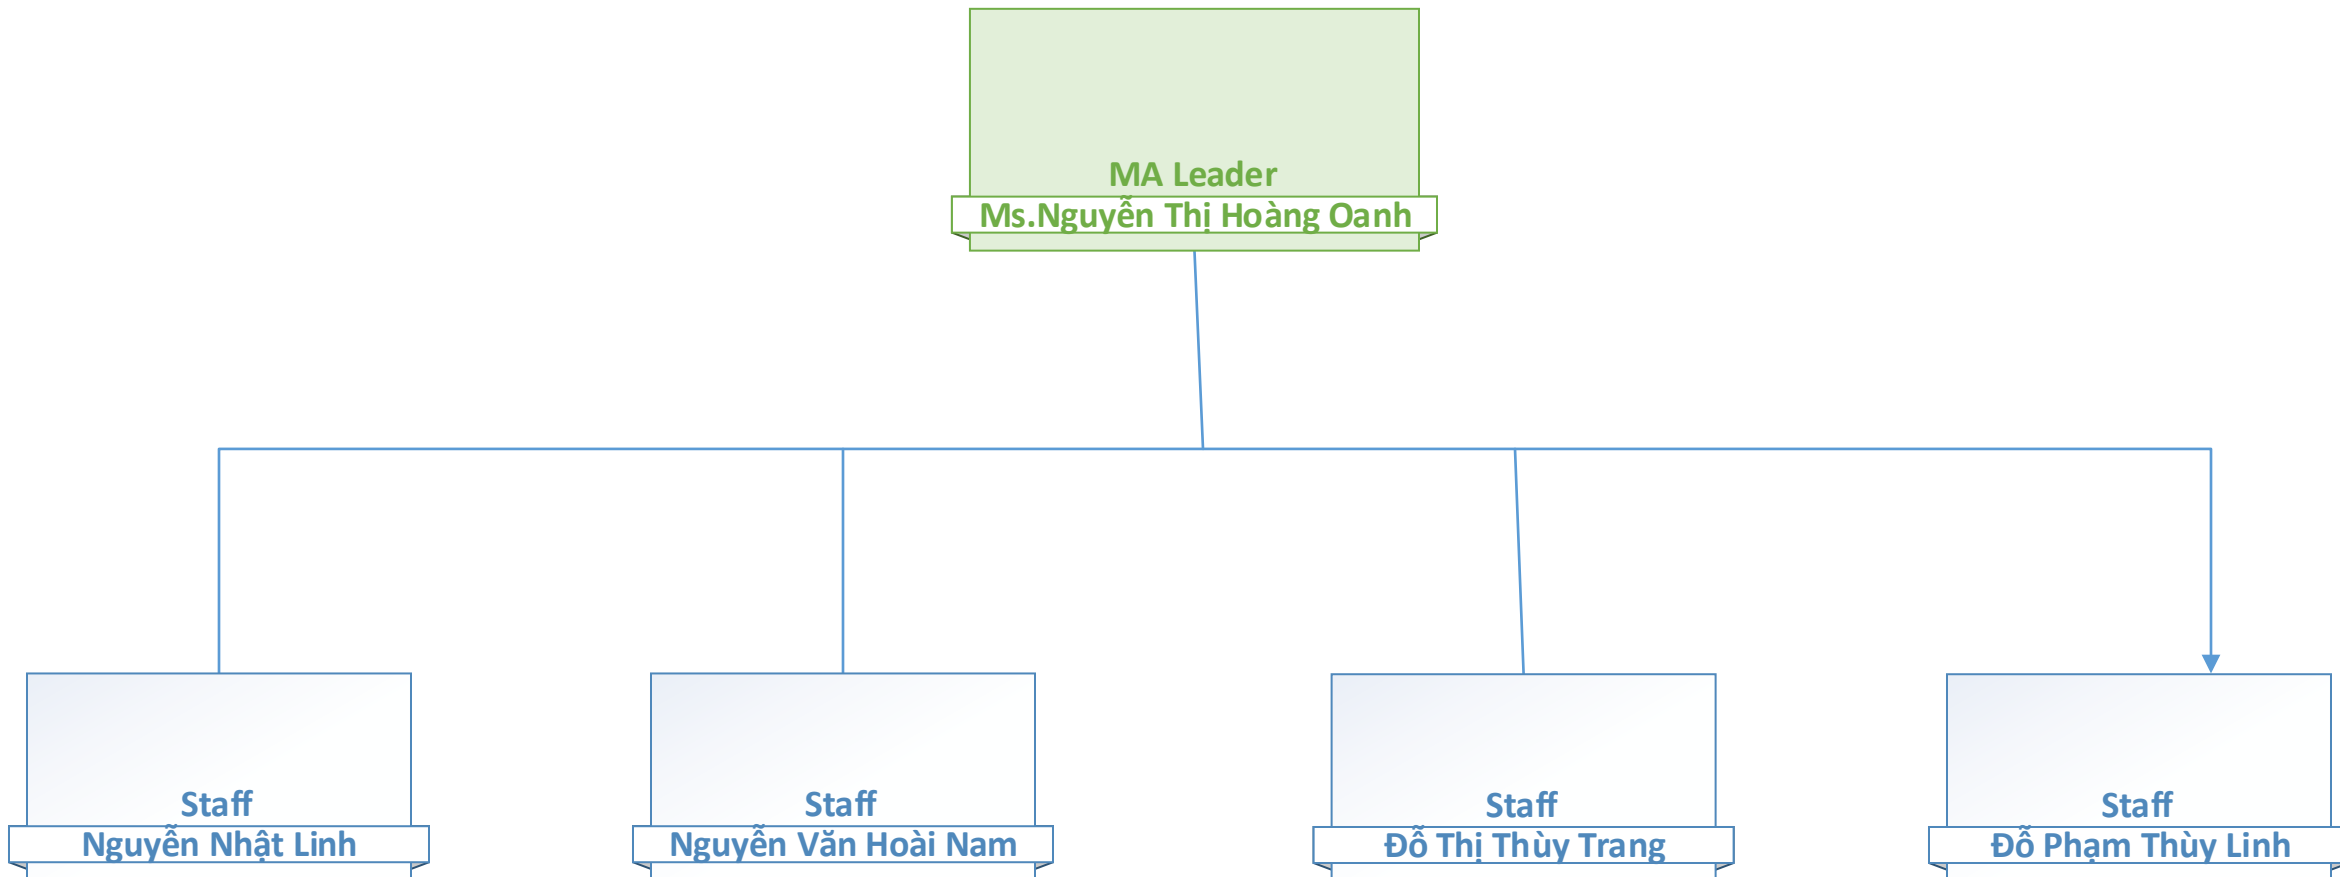 MA Leader
Ms.Nguyễn Thị Hoàng Oanh
Staff
Nguyễn Nhật Linh
Staff
Nguyễn Văn Hoài Nam
Staff
Đỗ Thị Thùy Trang
Staff
Đỗ Phạm Thùy Linh